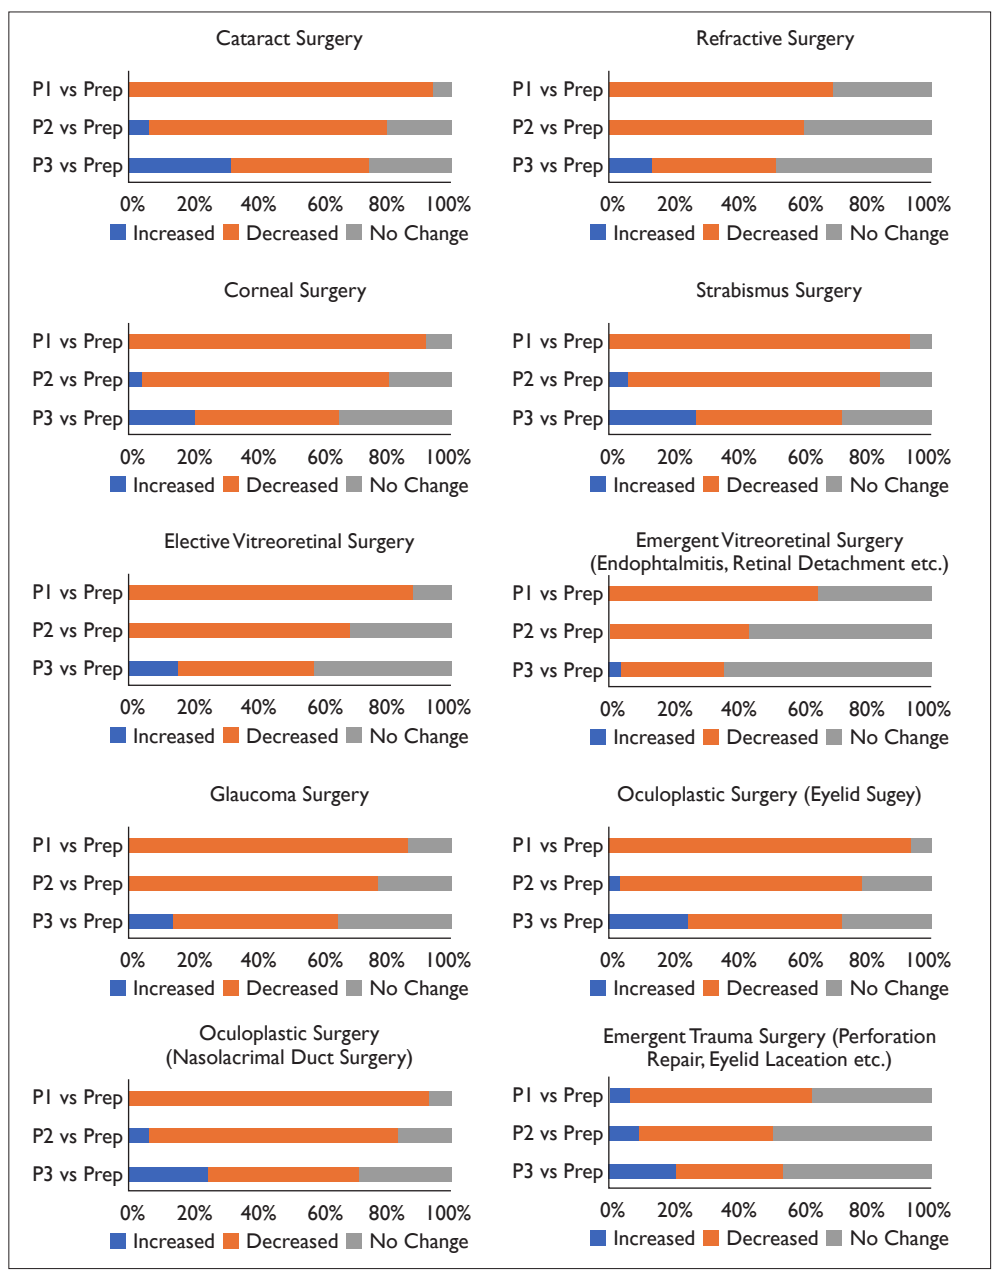 Cataract Surgery
P1 vs Prep
P2 vs Prep
P3 vs Prep
0% 20% 40% 60% 80% 100%
Increased Decreased No Change
Refractive Surgery
P1 vs Prep
P2 vs Prep
P3 vs Prep
0% 20% 40% 60% 80% 100%
Increased Decreased No Change
Corneal Surgery
P1 vs Prep
P2 vs Prep
P3 vs Prep
0% 20% 40% 60% 80% 100%
Increased Decreased No Change
Strabismus Surgery
P1 vs Prep
P2 vs Prep
P3 vs Prep
0% 20% 40% 60% 80% 100%
Increased Decreased No Change
Elective Vitreoretinal Surgery
P1 vs Prep
P2 vs Prep
P3 vs Prep
0% 20% 40% 60% 80% 100%
Increased Decreased No Change
Emergent Vitreoretinal Surgery
(Endophtalmitis, Retinal Detachment etc.)
P1 vs Prep
P2 vs Prep
P3 vs Prep
0% 20% 40% 60% 80% 100%
Increased Decreased No Change
Glaucoma Surgery
P1 vs Prep
P2 vs Prep
P3 vs Prep
0% 20% 40% 60% 80% 100%
Increased Decreased No Change
Oculoplastic Surgery (Eyelid Sugey)
P1 vs Prep
P2 vs Prep
P3 vs Prep
0% 20% 40% 60% 80% 100%
Increased Decreased No Change
Oculoplastic Surgery
(Nasolacrimal Duct Surgery)
P1 vs Prep
P2 vs Prep
P3 vs Prep
0% 20% 40% 60% 80% 100%
Increased Decreased No Change
Emergent Trauma Surgery (Perforation
Repair, Eyelid Laceation etc.)
P1 vs Prep
P2 vs Prep
P3 vs Prep
0% 20% 40% 60% 80% 100%
Increased Decreased No Change